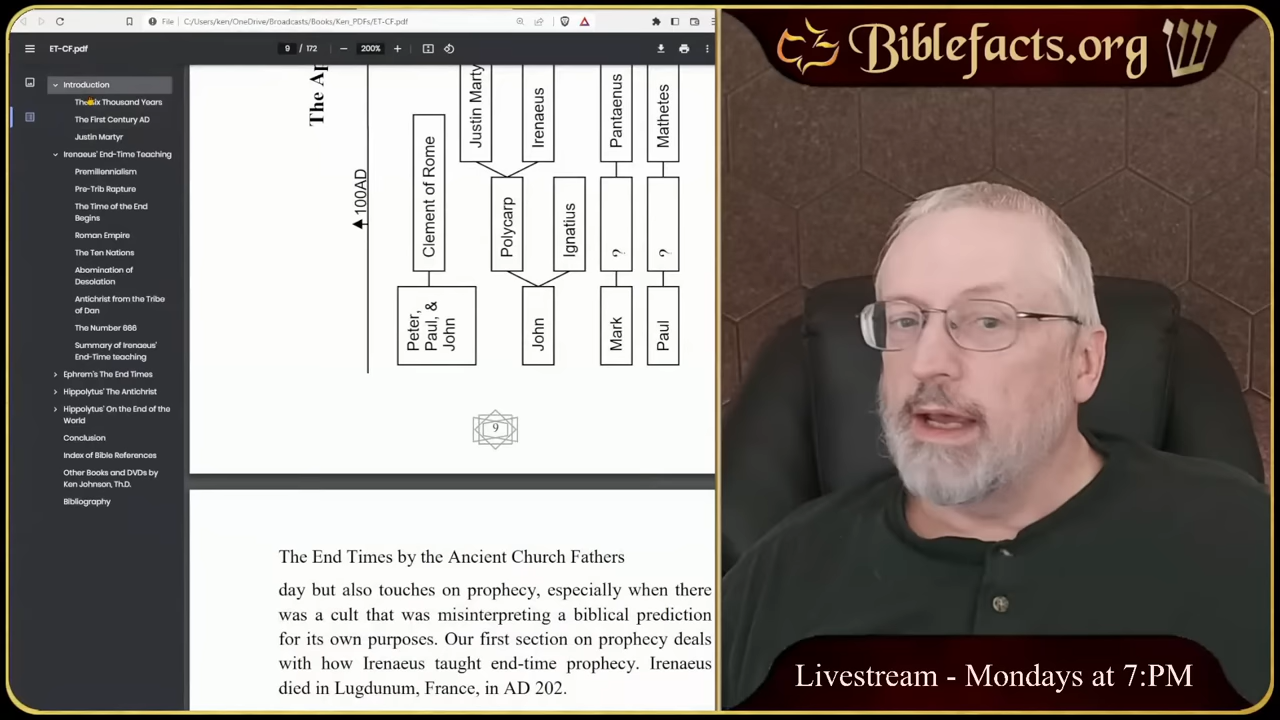 File
C:/Users/ken/OneDrive/Broadcasts/Books/Ken_PDFs/ET-CF.pdf
ET-CF.pdf
9 / 172
200%
Introduction
The Six Thousand Years
The First Century AD
Justin Martyr
Irenaeus' End-Time Teaching
Premillennialism
Pre-Trib Rapture
The Time of the End
Begins
Roman Empire
The Ten Nations
Abomination of
Desolation
Antichrist from the Tribe
of Dan
The Number 666
Summary of Irenaeus'
End-Time teaching
Ephrem's The End Times
Hippolytus' The Antichrist
Hippolytus' On the End of the
World
Conclusion
Index of Bible References
Other Books and DVDs by
Ken Johnson, Th.D.
Bibliography
The Ap
100AD
Clement of Rome
Justin Marty
Irenaeus
Pantaenus
Mathetes
Polycarp
Ignatius
?
?
Peter,
Paul, &
John
John
Mark
Paul
9
The End Times by the Ancient Church Fathers
day but also touches on prophecy, especially when there
was a cult that was misinterpreting a biblical prediction
for its own purposes. Our first section on prophecy deals
with how Irenaeus taught end-time prophecy. Irenaeus
died in Lugdunum, France, in AD 202.
Biblefacts.org
Livestream - Mondays at 7:PM